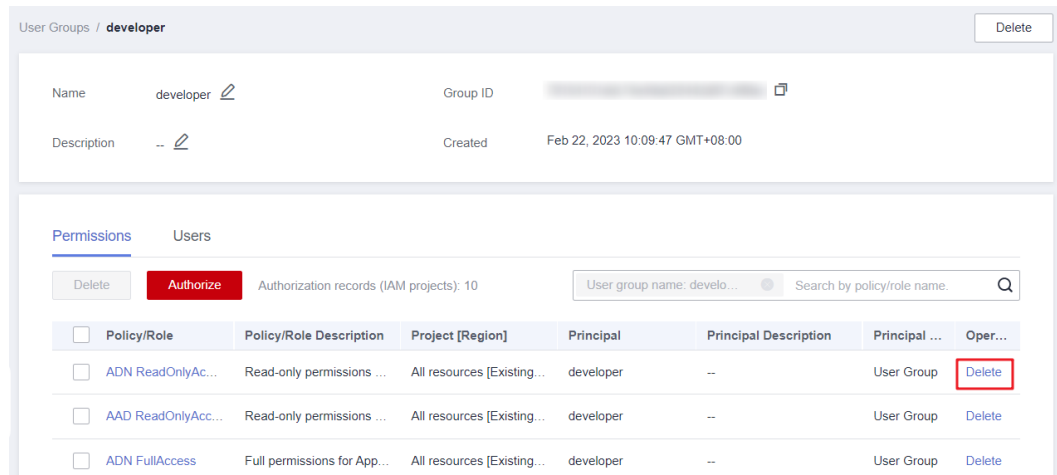 User Groups / developer Delete
Name developer Group ID
Description -- Created Feb 22, 2023 10:09:47 GMT+08:00
Permissions Users
Delete Authorize Authorization records (IAM projects): 10 User group name: develo... Search by policy/role name.
Policy/Role Policy/Role Description Project [Region] Principal Principal Description Principal ... Oper...
ADN ReadOnlyAc... Read-only permissions ... All resources [Existing... developer -- User Group Delete
AAD ReadOnlyAcc... Read-only permissions ... All resources [Existing... developer -- User Group Delete
ADN FullAccess Full permissions for App... All resources [Existing... developer -- User Group Delete